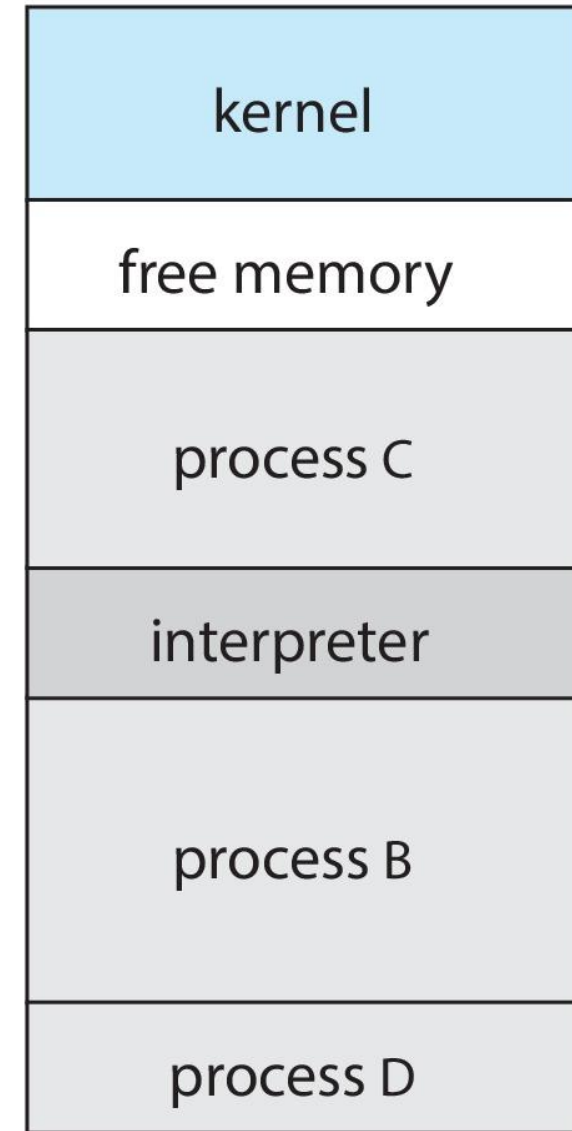 kernel
free memory
process C
interpreter
process B
process D